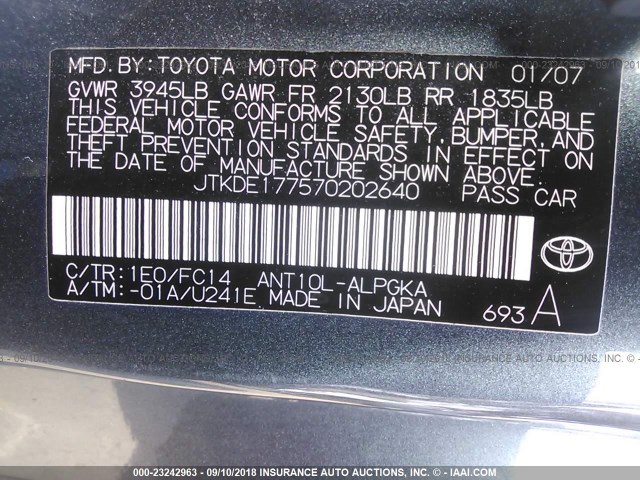 MFD. BY: TOYOTA MOTOR CORPORATION 01/07
GVWR 3945LB GAWR FR 2130LB RR 1835LB
THIS VEHICLE CONFORMS TO ALL APPLICABLE
FEDERAL MOTOR VEHICLE SAFETY, BUMPER, AND
THEFT PREVENTION STANDARDS IN EFFECT ON
THE DATE OF MANUFACTURE SHOWN ABOVE.
JTKDE177570202640 PASS CAR
C/TR: 1E0/FC14 ANT10L-ALPGKA
A/TM: -01A/U241E MADE IN JAPAN
693 A
000-23242963 - 09/10/2018 - INSURANCE AUTO AUCTIONS - © - IAAI.COM